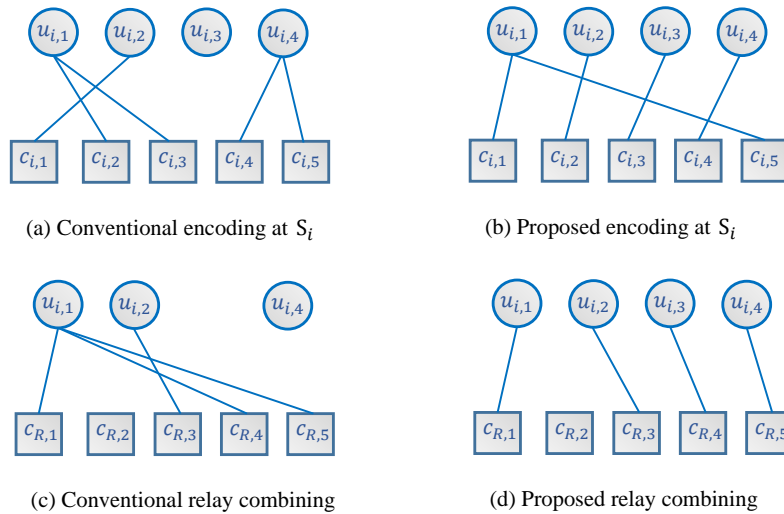 u_{i,1} u_{i,2} u_{i,3} u_{i,4}
c_{i,1} c_{i,2} c_{i,3} c_{i,4} c_{i,5}
(a) Conventional encoding at S_i
u_{i,1} u_{i,2} u_{i,3} u_{i,4}
c_{i,1} c_{i,2} c_{i,3} c_{i,4} c_{i,5}
(b) Proposed encoding at S_i
u_{i,1} u_{i,2} u_{i,4}
c_{R,1} c_{R,2} c_{R,3} c_{R,4} c_{R,5}
(c) Conventional relay combining
u_{i,1} u_{i,2} u_{i,3} u_{i,4}
c_{R,1} c_{R,2} c_{R,3} c_{R,4} c_{R,5}
(d) Proposed relay combining